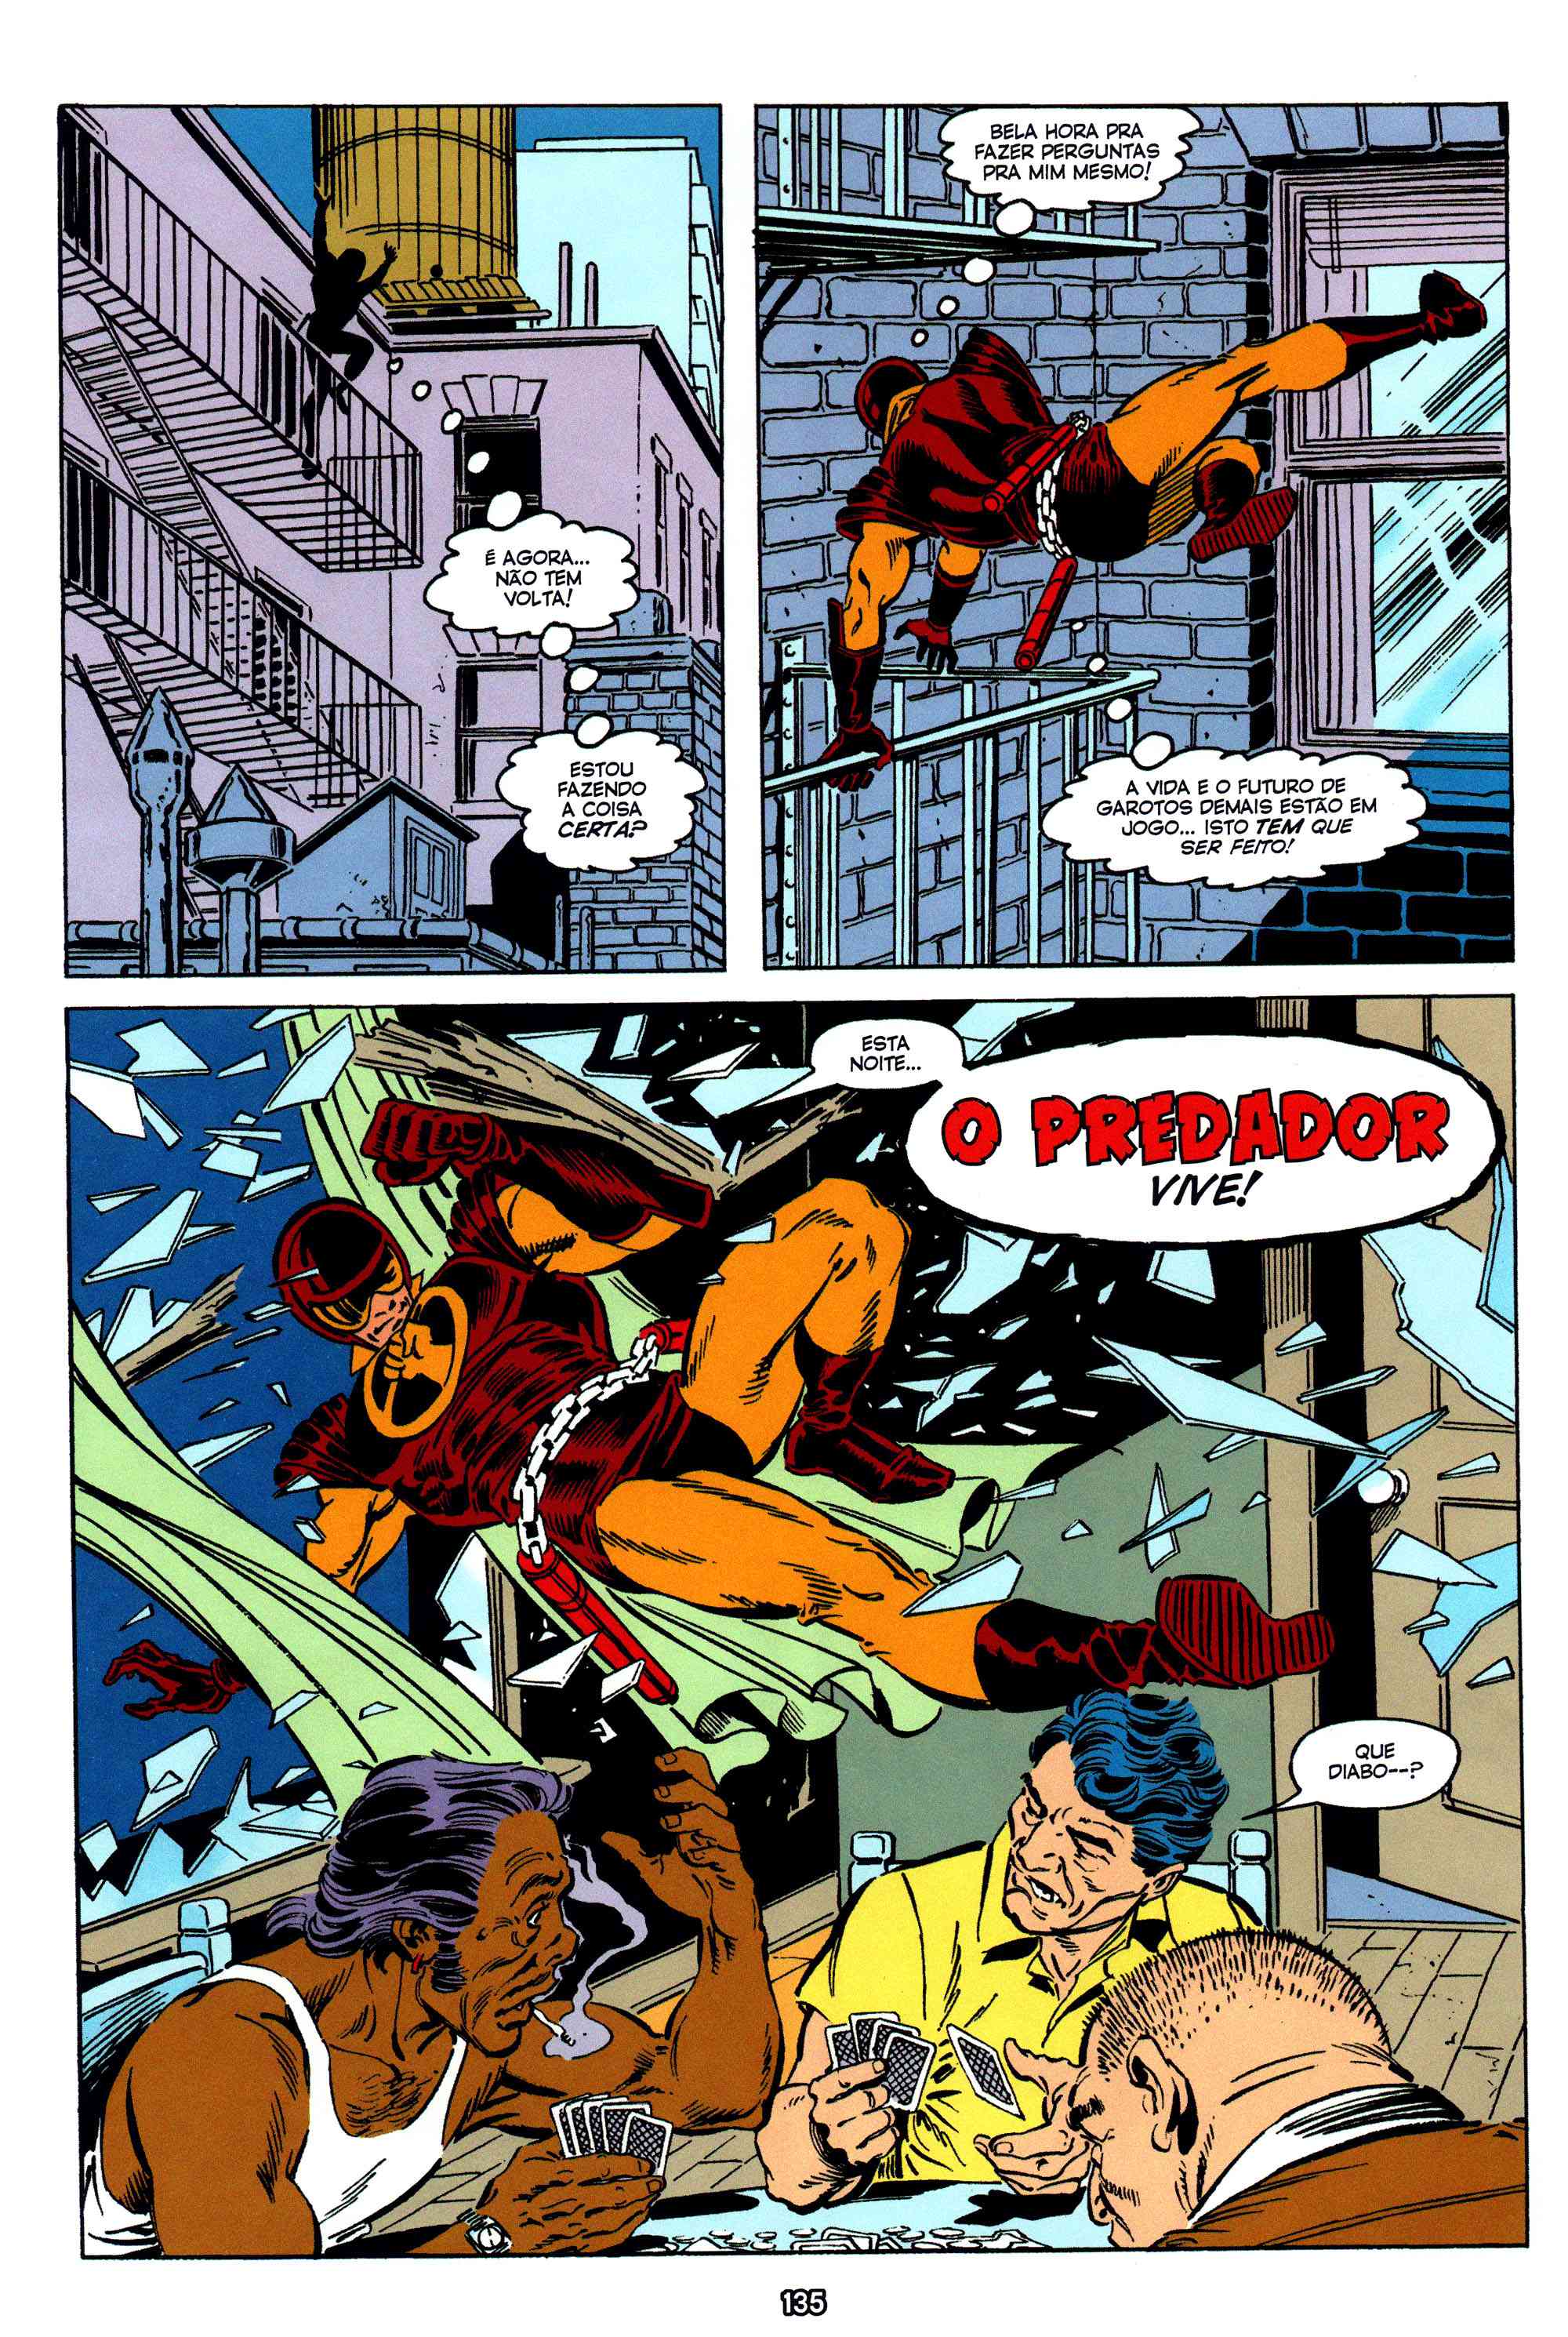 É AGORA...
NÃO TEM
VOLTA!
ESTOU
FAZENDO
A COISA
CERTA?
BELA HORA PRA
FAZER PERGUNTAS
PRA MIM MESMO!
A VIDA E O FUTURO DE
GAROTOS DEMAIS ESTÃO EM
JOGO... ISTO TEM QUE
SER FEITO!
ESTA
NOITE...
O PREDADOR
VIVE!
QUE
DIABO--?
135